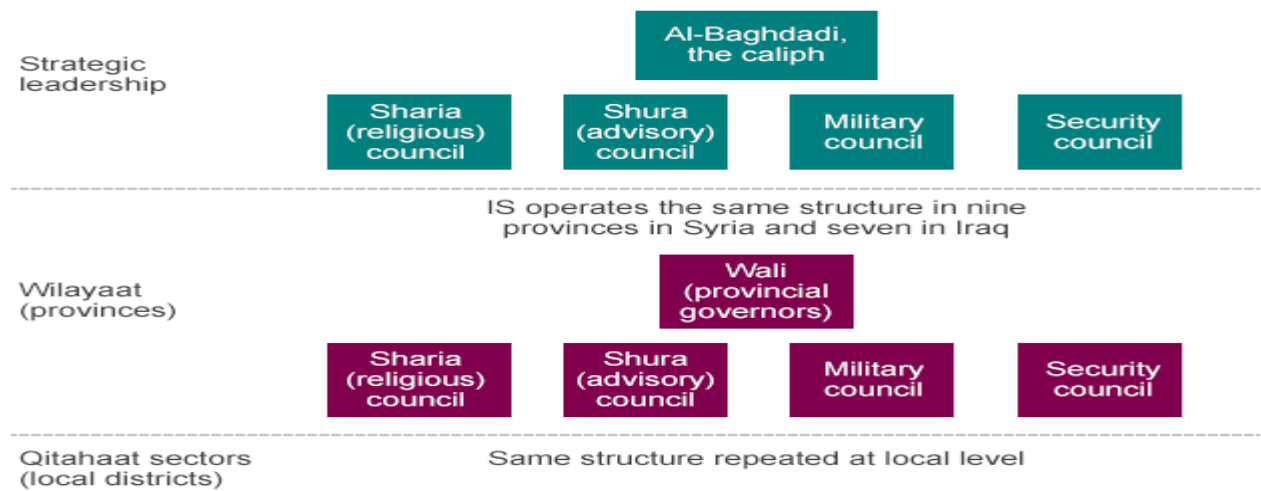 Al-Baghdadi,
the caliph
Strategic
leadership
Sharia
(religious)
council
Shura
(advisory)
council
Military
council
Security
council
IS operates the same structure in nine
provinces in Syria and seven in Iraq
Wali
(provincial
governors)
Wilayaat
(provinces)
Sharia
(religious)
council
Shura
(advisory)
council
Military
council
Security
council
Qitahaat sectors
(local districts)
Same structure repeated at local level